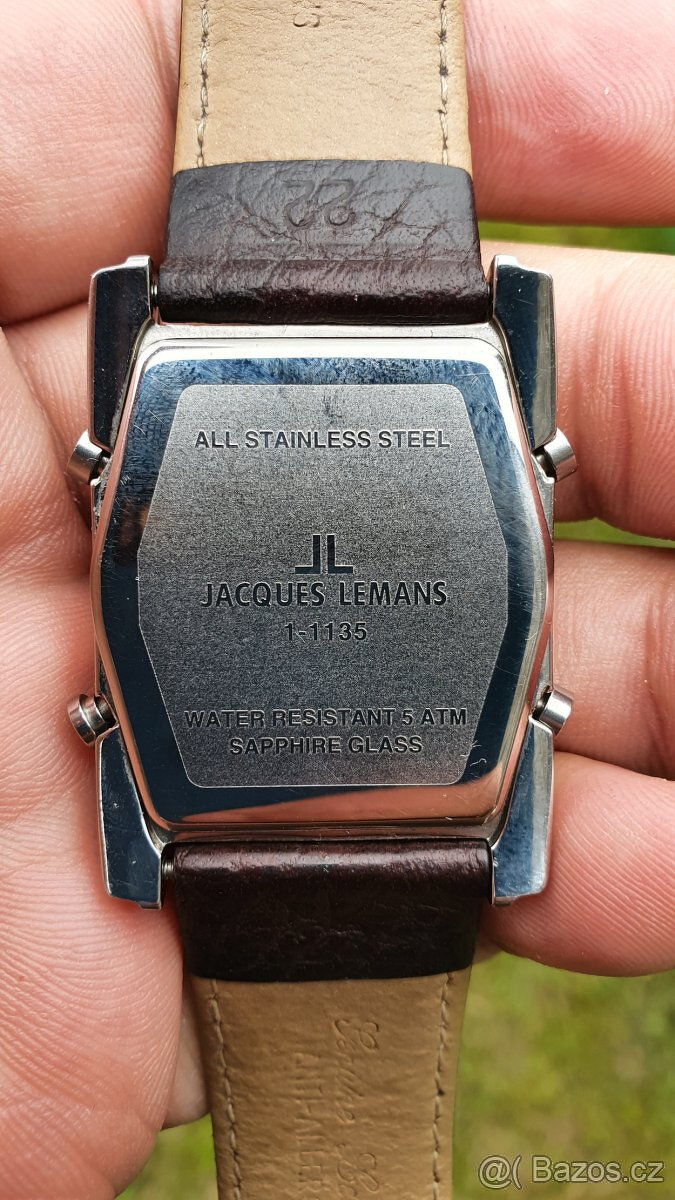 22
ALL STAINLESS STEEL
JL
JACQUES LEMANS
1-1135
WATER RESISTANT 5 ATM
SAPPHIRE GLASS
@( Bazos.cz